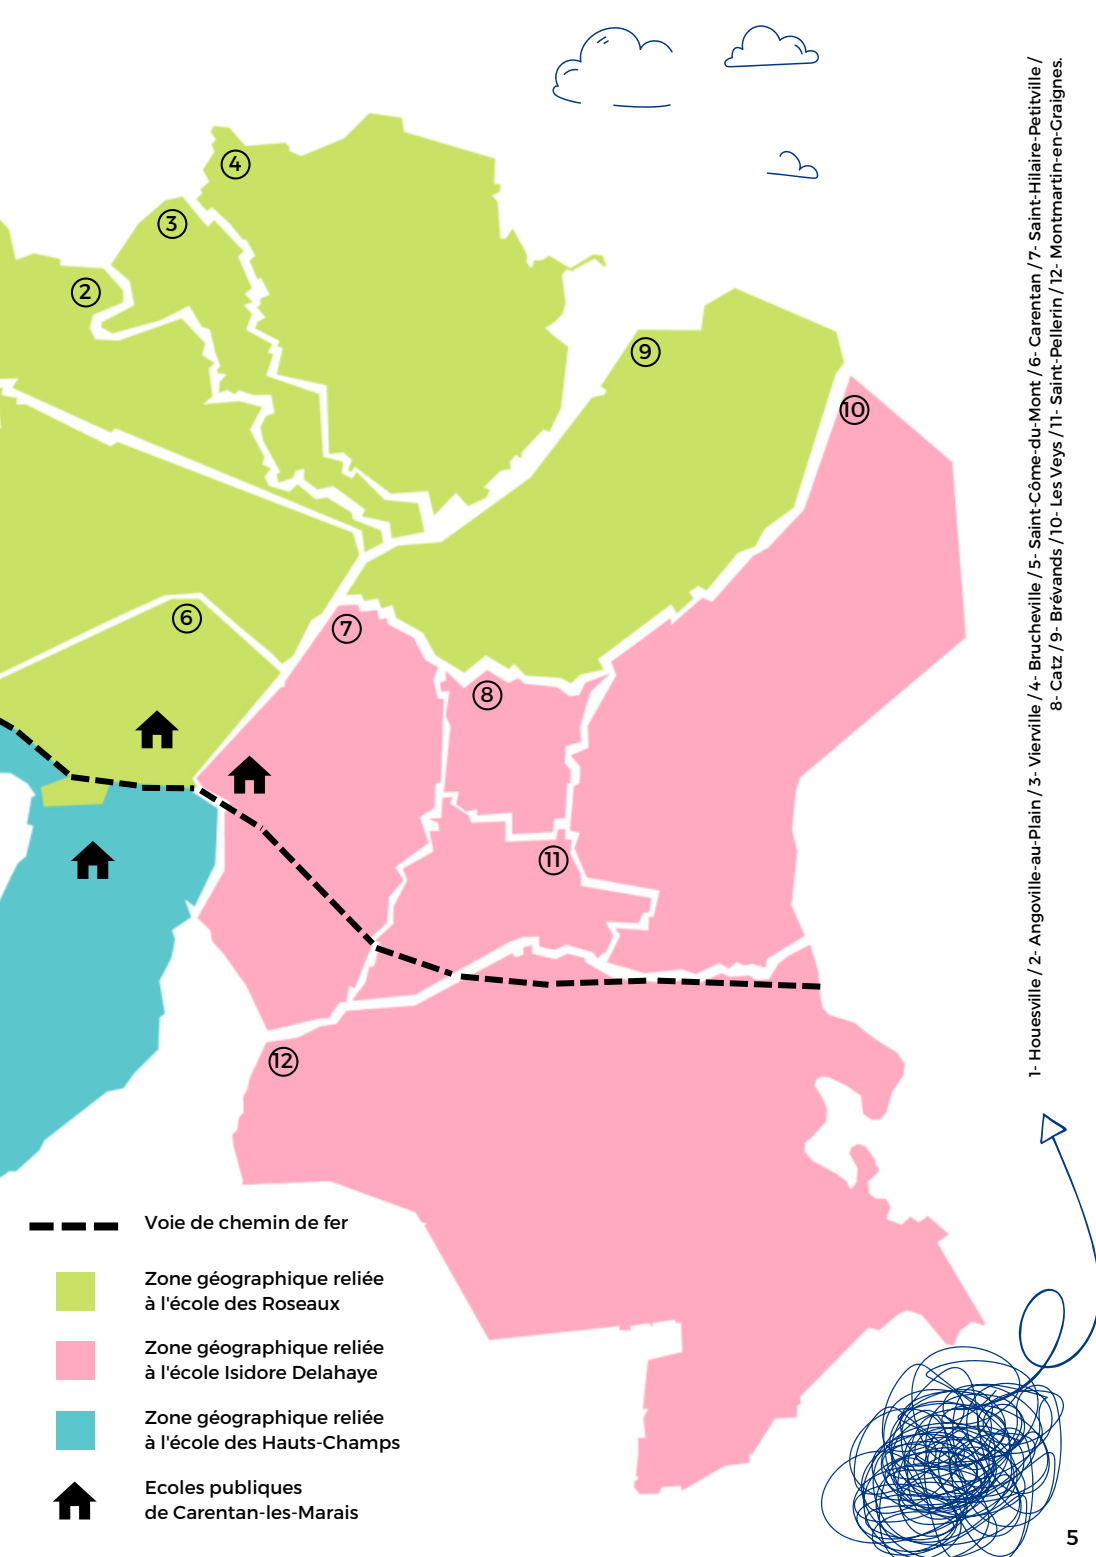 4
3
2
9
10
6
7
8
11
12
1- Houesville / 2- Angoville-au-Plain / 3- Vierville / 4- Brucheville / 5- Saint-Côme-du-Mont / 6- Carentan / 7- Saint-Hilaire-Petitville /
8- Catz / 9- Brévands / 10- Les Veys / 11- Saint-Pellerin / 12- Montmartin-en-Graignes.
Voie de chemin de fer
Zone géographique reliée
à l'école des Roseaux
Zone géographique reliée
à l'école Isidore Delahaye
Zone géographique reliée
à l'école des Hauts-Champs
Ecoles publiques
de Carentan-les-Marais
5